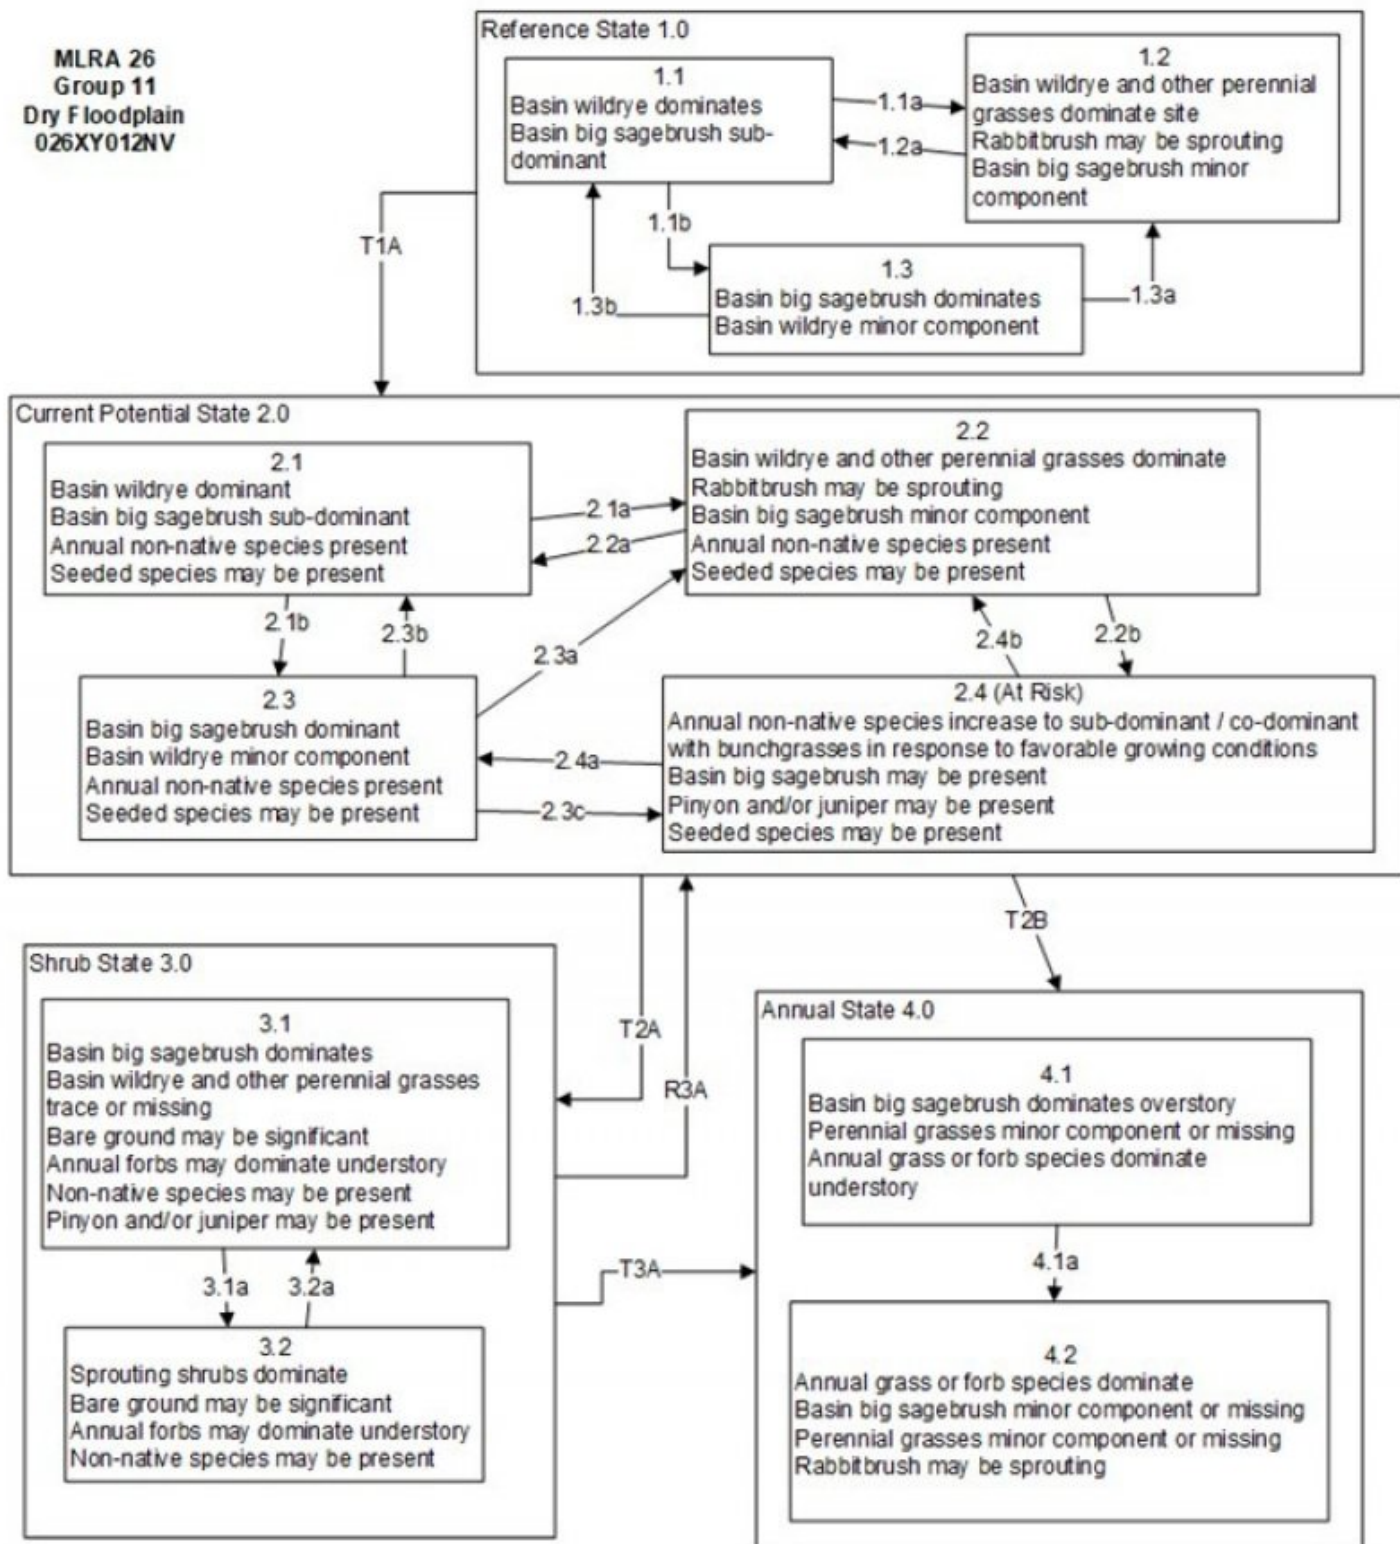 MLRA 26
Group 11
Dry Floodplain
026XY012NV
Reference State 1.0
1.1
Basin wildrye dominates
Basin big sagebrush sub-
dominant
1.1a
1.2a
1.2
Basin wildrye and other perennial
grasses dominate site
Rabbitbrush may be sprouting
Basin big sagebrush minor
component
1.1b
1.3b
1.3
Basin big sagebrush dominates
Basin wildrye minor component
1.3a
T1A
Current Potential State 2.0
2.1
Basin wildrye dominant
Basin big sagebrush sub-dominant
Annual non-native species present
Seeded species may be present
2.1a
2.2a
2.2
Basin wildrye and other perennial grasses dominate
Rabbitbrush may be sprouting
Basin big sagebrush minor component
Annual non-native species present
Seeded species may be present
2.1b
2.3b
2.3a
2.4b
2.2b
2.3
Basin big sagebrush dominant
Basin wildrye minor component
Annual non-native species present
Seeded species may be present
2.4a
2.3c
2.4 (At Risk)
Annual non-native species increase to sub-dominant / co-dominant
with bunchgrasses in response to favorable growing conditions
Basin big sagebrush may be present
Pinyon and/or juniper may be present
Seeded species may be present
T2A
R3A
T2B
Shrub State 3.0
3.1
Basin big sagebrush dominates
Basin wildrye and other perennial grasses
trace or missing
Bare ground may be significant
Annual forbs may dominate understory
Non-native species may be present
Pinyon and/or juniper may be present
3.1a
3.2a
3.2
Sprouting shrubs dominate
Bare ground may be significant
Annual forbs may dominate understory
Non-native species may be present
T3A
Annual State 4.0
4.1
Basin big sagebrush dominates overstory
Perennial grasses minor component or missing
Annual grass or forb species dominate
understory
4.1a
4.2
Annual grass or forb species dominate
Basin big sagebrush minor component or missing
Perennial grasses minor component or missing
Rabbitbrush may be sprouting